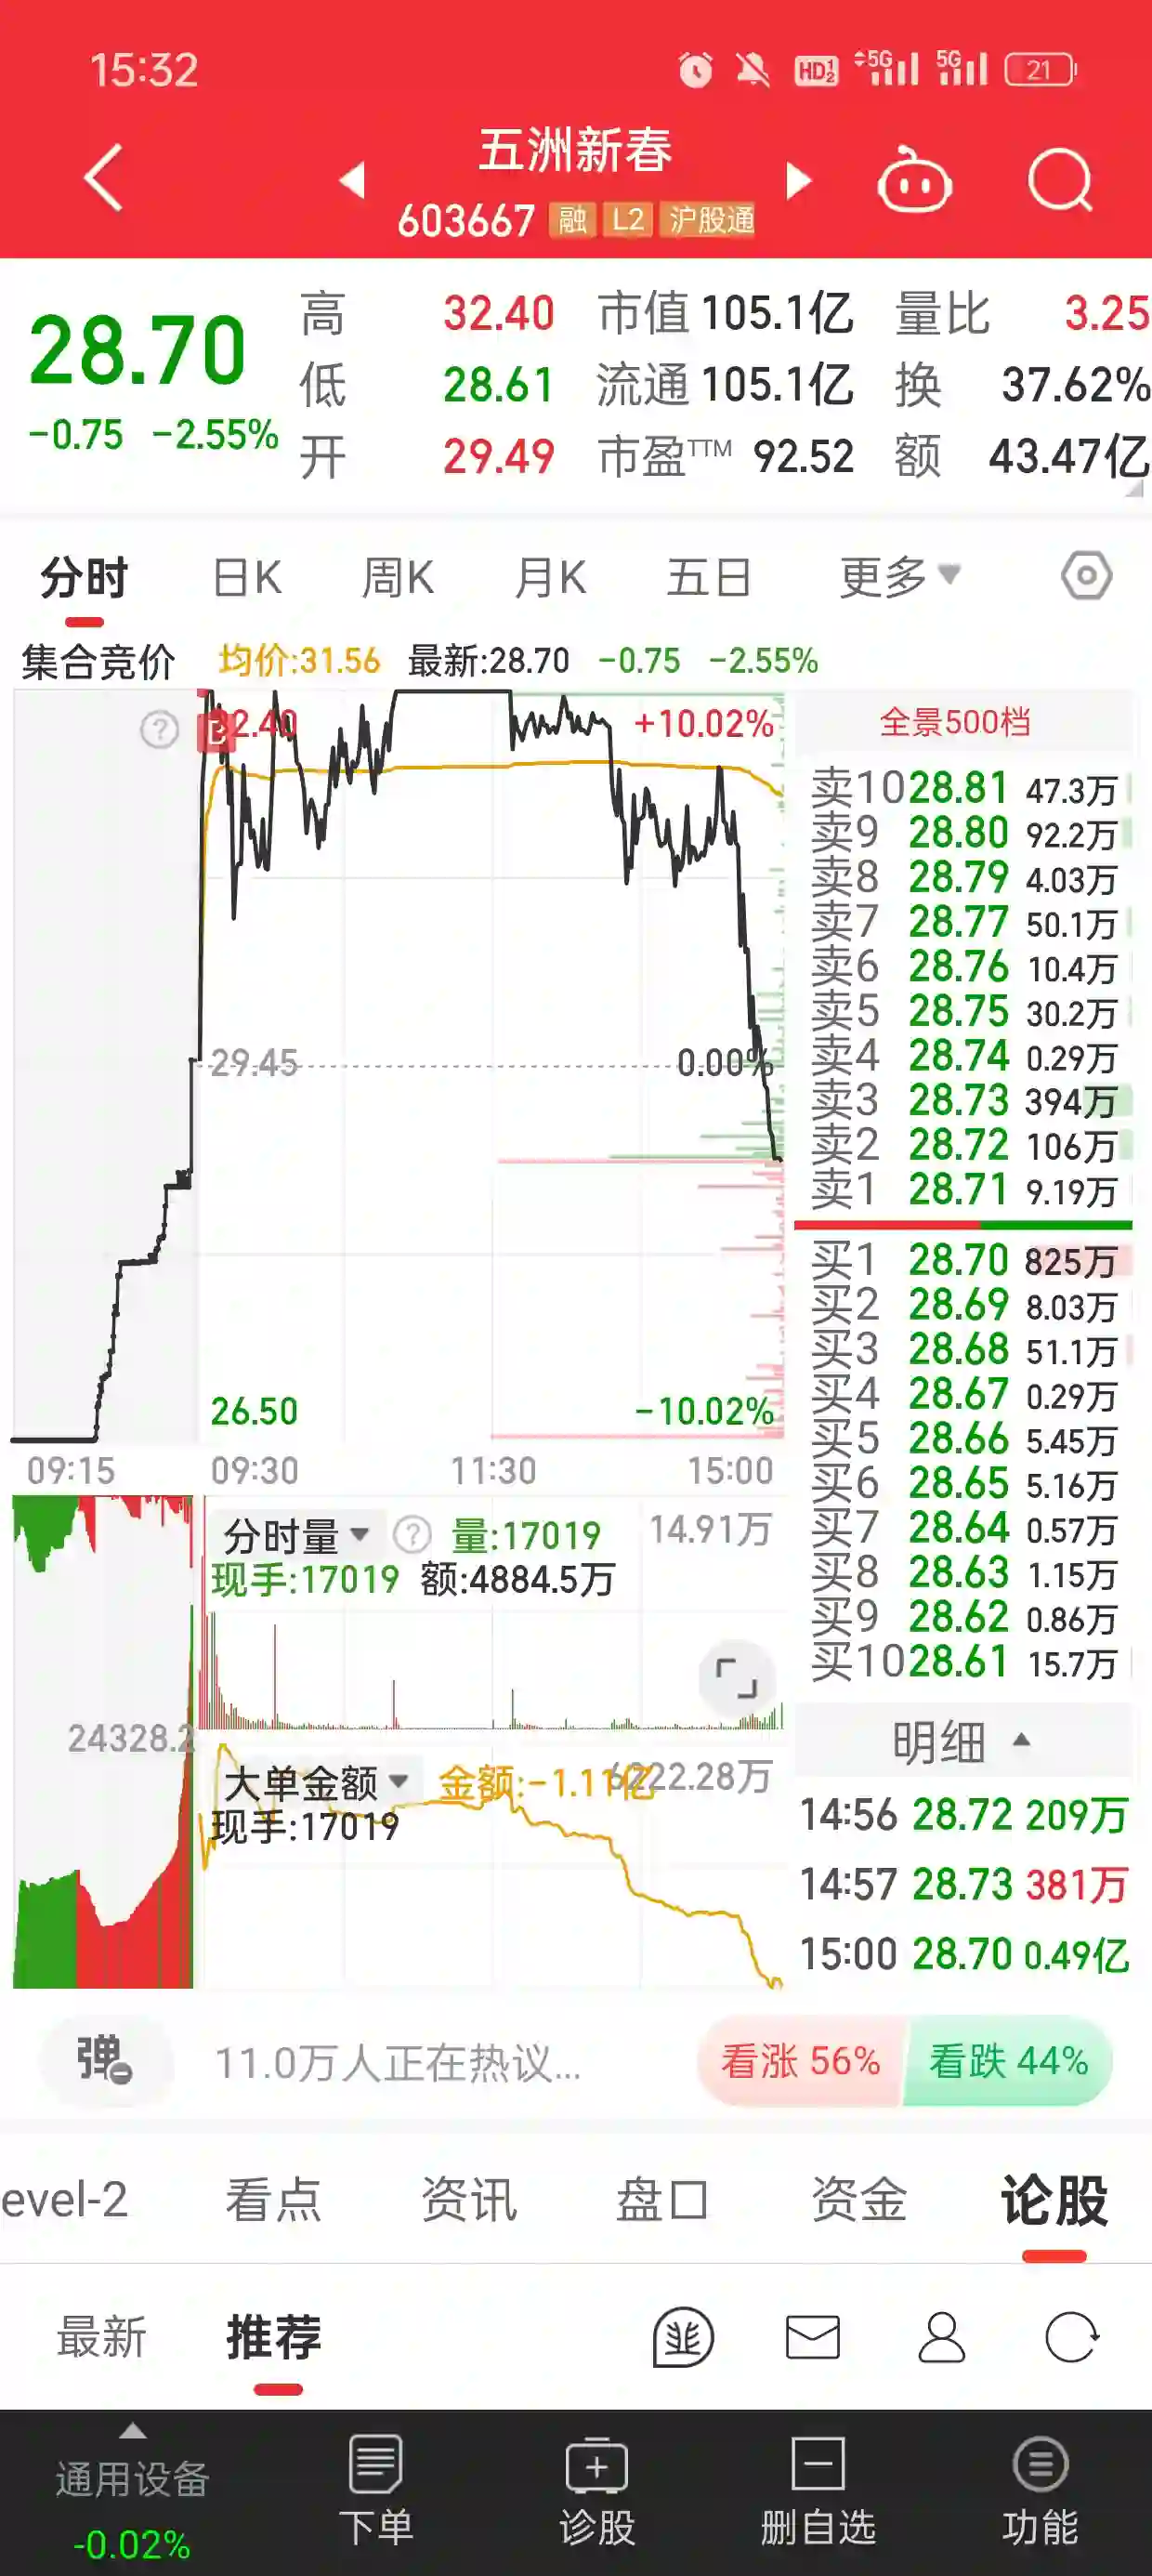 15:32 HD 1 2 5G 5G 21
五洲新春
603667 融 L2 沪股通
28.70
-0.75 -2.55%
高 32.40 市值 105.1亿 量比 3.25
低 28.61 流通 105.1亿 换 37.62%
开 29.49 市盈TTM 92.52 额 43.47亿
分时 日K 周K 月K 五日 更多
集合竞价 均价:31.56 最新:28.70 -0.75 -2.55%
? B 32.40 +10.02%
29.45 0.00%
26.50 -10.02%
09:15 09:30 11:30 15:00
分时量 ? 量:17019 14.91万
现手:17019 额:4884.5万
24328.2
大单金额 金额:-1.11亿 6222.28万
现手:17019
全景500档
卖10 28.81 47.3万
卖9 28.80 92.2万
卖8 28.79 4.03万
卖7 28.77 50.1万
卖6 28.76 10.4万
卖5 28.75 30.2万
卖4 28.74 0.29万
卖3 28.73 394万
卖2 28.72 106万
卖1 28.71 9.19万
买1 28.70 825万
买2 28.69 8.03万
买3 28.68 51.1万
买4 28.67 0.29万
买5 28.66 5.45万
买6 28.65 5.16万
买7 28.64 0.57万
买8 28.63 1.15万
买9 28.62 0.86万
买10 28.61 15.7万
明细
14:56 28.72 209万
14:57 28.73 381万
15:00 28.70 0.49亿
弹 11.0万人正在热议... 看涨 56% 看跌 44%
evel-2 看点 资讯 盘口 资金 论股
最新 推荐
通用设备 下单 诊股 删自选 功能
-0.02%